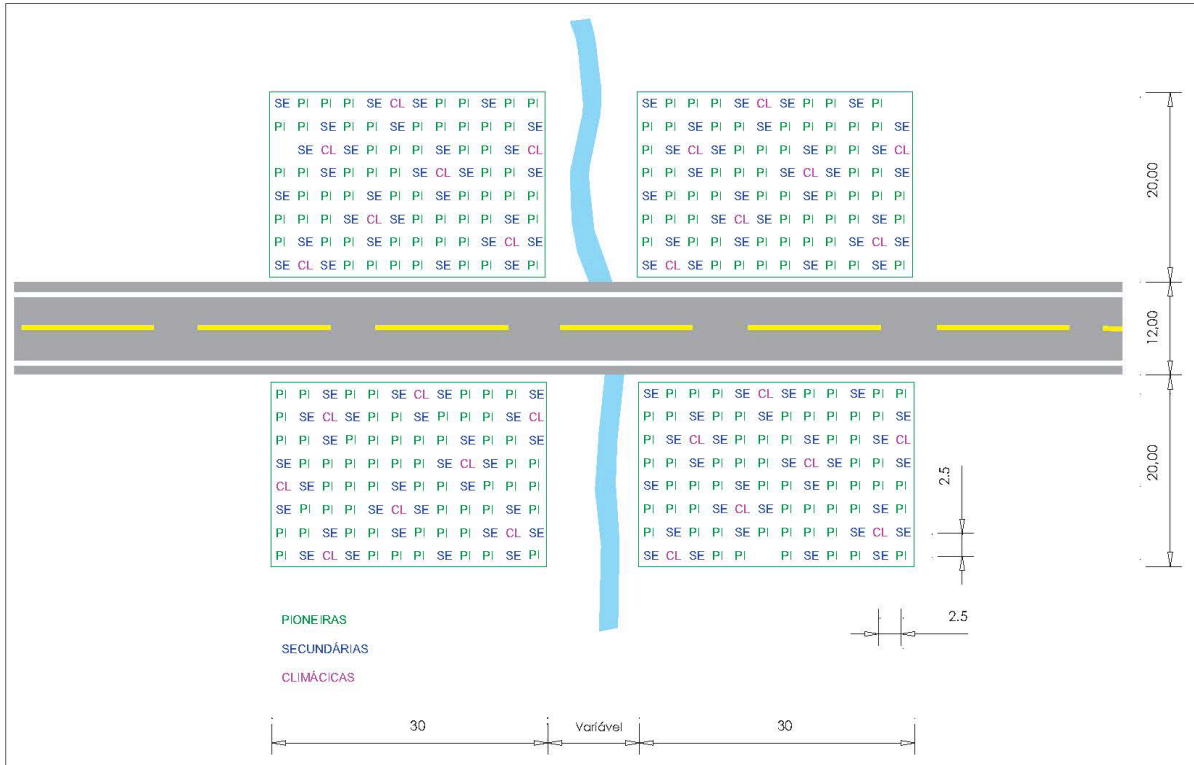 SE PI PI PI SE CL SE PI PI SE PI PI
PI PI SE PI PI SE PI PI PI PI PI SE
SE CL SE PI PI PI SE PI PI SE CL
PI PI SE PI PI PI SE CL SE PI PI SE
SE PI PI PI PI SE PI SE PI PI PI PI
PI PI PI SE CL SE PI PI PI PI SE PI
PI SE PI PI SE PI PI PI PI SE CL SE
SE CL SE PI PI PI PI SE PI PI SE PI
SE PI PI PI SE CL SE PI PI SE PI
PI PI SE PI PI SE PI PI PI PI PI SE
PI SE CL SE PI PI PI SE PI PI SE CL
PI PI SE PI PI PI SE CL SE PI PI SE
SE PI PI PI PI SE PI SE PI PI PI PI
PI PI PI SE CL SE PI PI PI PI SE PI
PI SE PI PI SE PI PI PI PI SE CL SE
SE CL SE PI PI PI PI SE PI PI SE PI
20,00
12,00
20,00
PI PI SE PI PI SE CL SE PI PI PI SE
PI SE CL SE PI PI SE PI PI PI SE CL
PI PI SE PI PI PI PI PI SE PI PI SE
SE PI PI PI PI PI PI SE CL SE PI PI
CL SE PI PI PI SE PI PI SE PI PI PI
SE PI PI PI SE CL SE PI PI PI SE PI
PI PI SE PI PI SE PI PI PI SE CL SE
PI SE CL SE PI PI PI SE PI PI SE PI
SE PI PI PI SE CL SE PI PI SE PI PI
PI PI SE PI PI SE PI PI PI PI PI SE
PI SE CL SE PI PI PI SE PI PI SE CL
PI PI SE PI PI PI SE CL SE PI PI SE
SE PI PI PI PI SE PI SE PI PI PI PI
PI PI PI SE CL SE PI PI PI PI SE PI
PI SE PI PI SE PI PI PI PI SE CL SE
SE CL SE PI PI PI SE PI PI SE PI
2.5
2.5
PIONEIRAS
SECUNDÁRIAS
CLIMÁCICAS
30
Variável
30